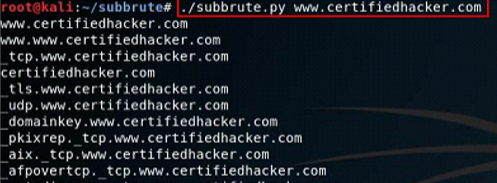 root@kali:~/subbrute# ./subbrute.py www.certifiedhacker.com
www.certifiedhacker.com
www.www.certifiedhacker.com
_tcp.www.certifiedhacker.com
certifiedhacker.com
_tls.www.certifiedhacker.com
_udp.www.certifiedhacker.com
_domainkey.www.certifiedhacker.com
_pkixrep._tcp.www.certifiedhacker.com
_aix._tcp.www.certifiedhacker.com
_afpovertcp._tcp.www.certifiedhacker.com